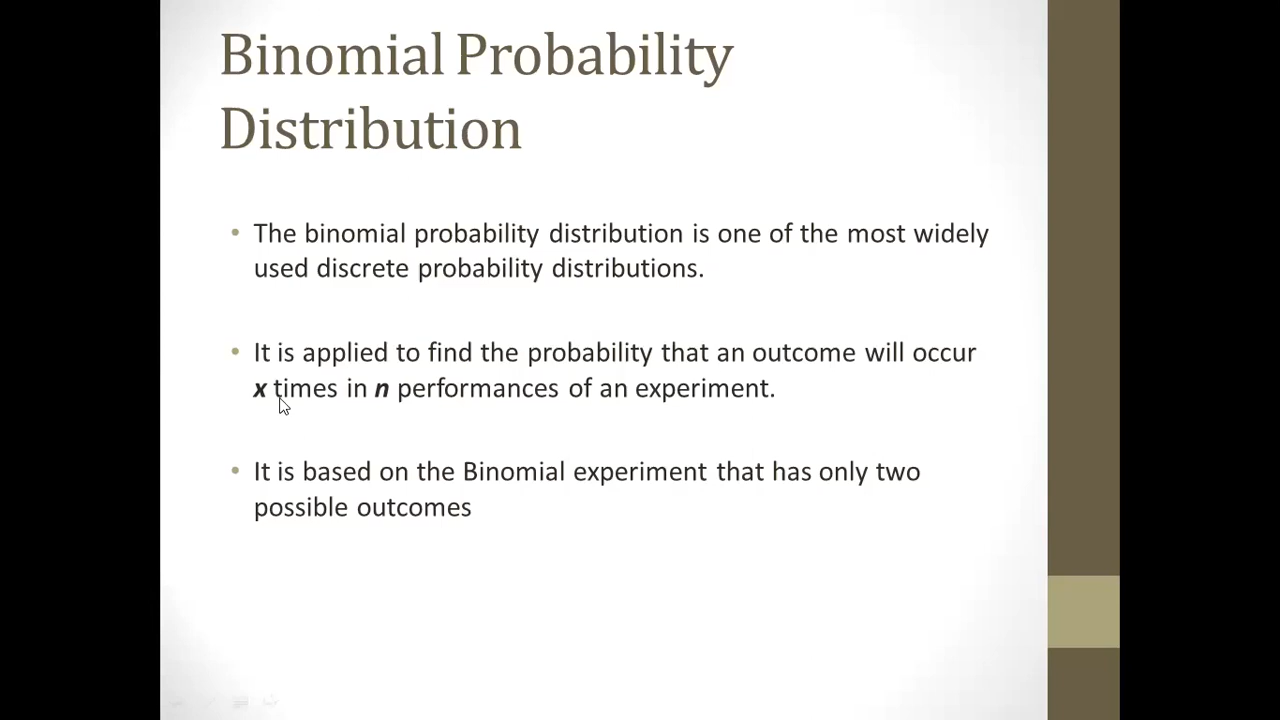 Binomial Probability
Distribution
• The binomial probability distribution is one of the most widely
used discrete probability distributions.
• It is applied to find the probability that an outcome will occur
x times in n performances of an experiment.
• It is based on the Binomial experiment that has only two
possible outcomes